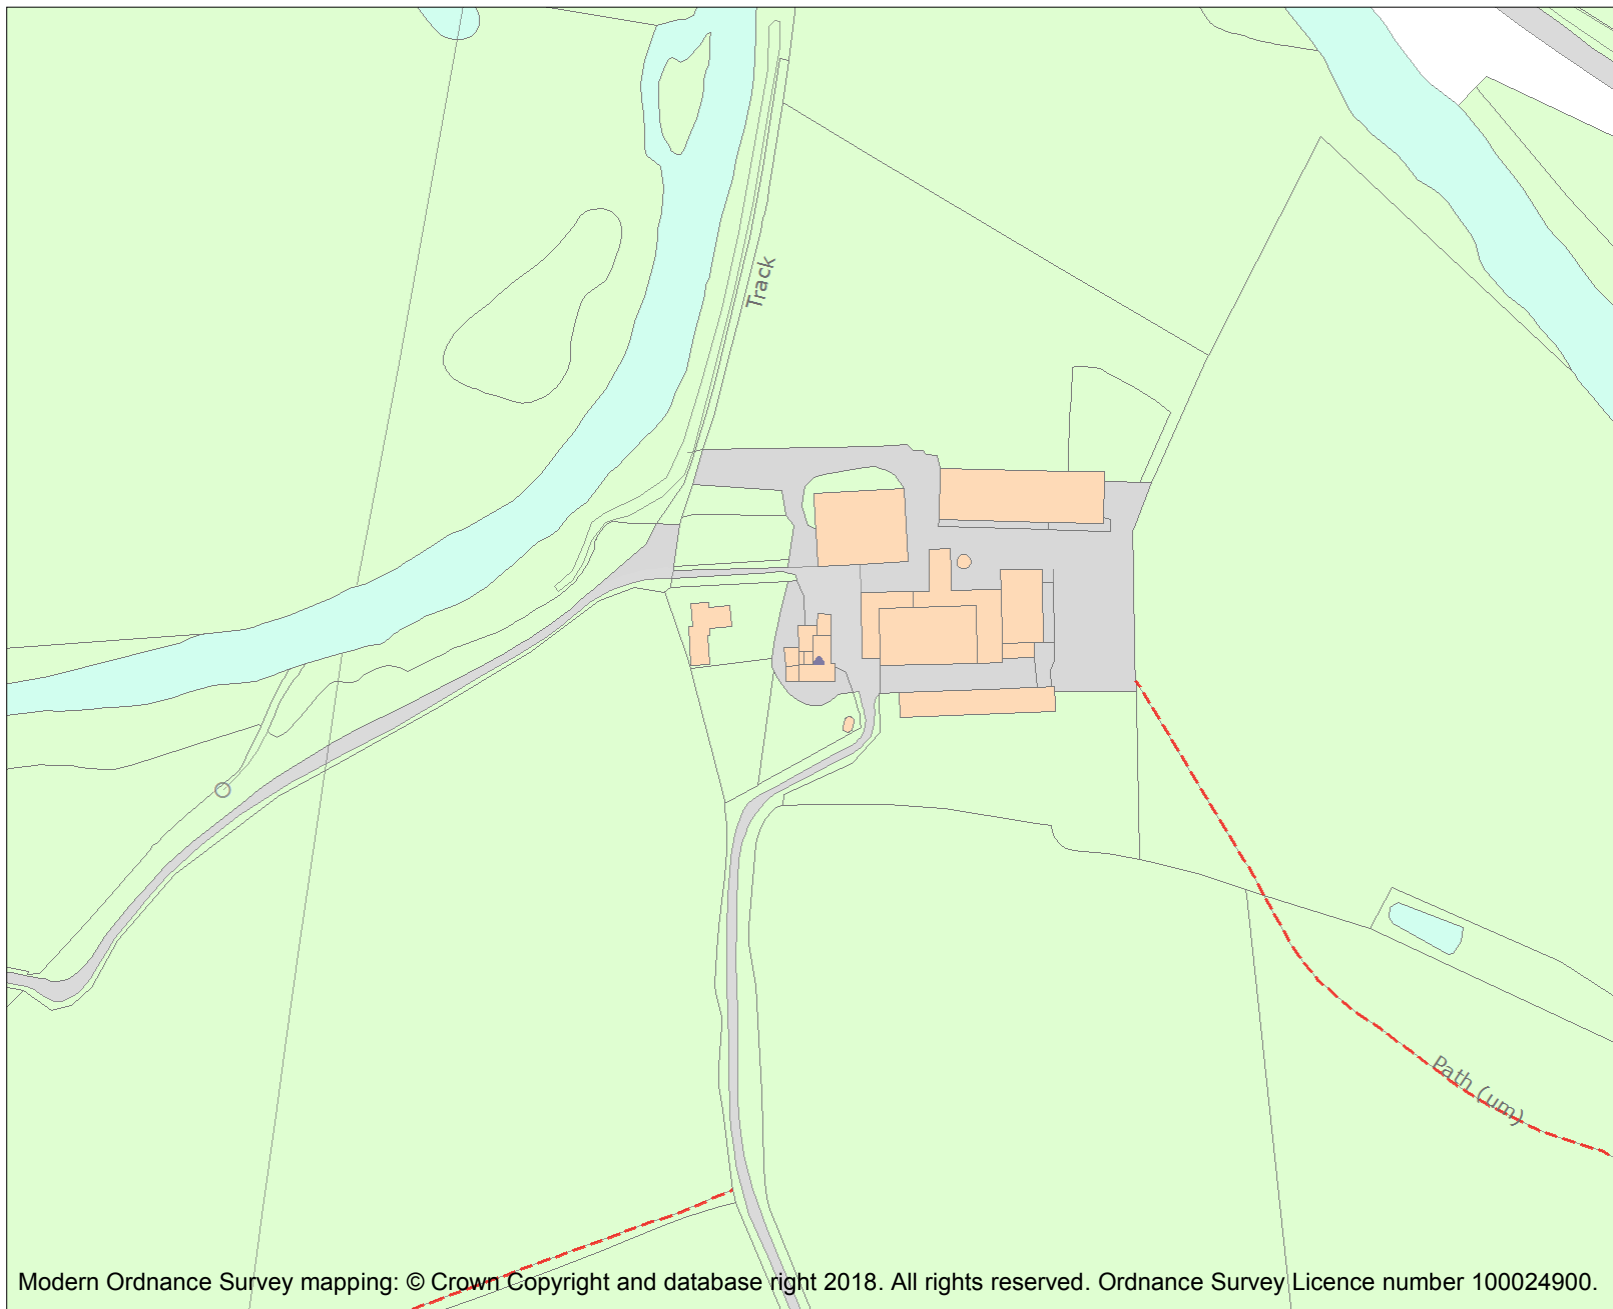 Track
Path (um)
Modern Ordnance Survey mapping: © Crown Copyright and database right 2018. All rights reserved. Ordnance Survey Licence number 100024900.